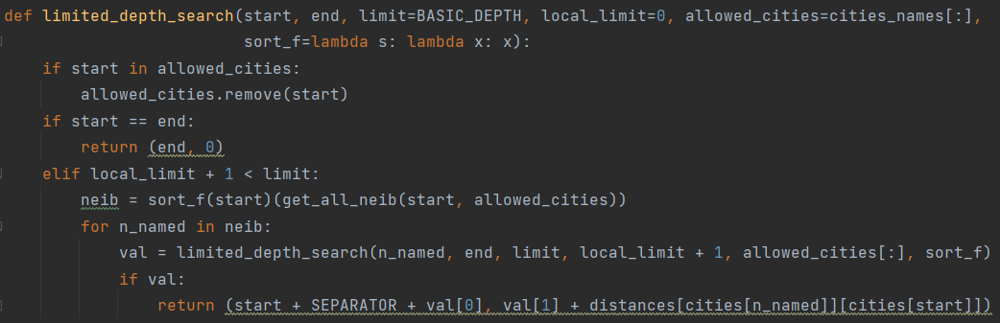 def limited_depth_search(start, end, limit=BASIC_DEPTH, local_limit=0, allowed_cities=cities_names[:],
                         sort_f=lambda s: lambda x: x):
    if start in allowed_cities:
        allowed_cities.remove(start)
    if start == end:
        return (end, 0)
    elif local_limit + 1 < limit:
        neib = sort_f(start)(get_all_neib(start, allowed_cities))
        for n_named in neib:
            val = limited_depth_search(n_named, end, limit, local_limit + 1, allowed_cities[:], sort_f)
            if val:
                return (start + SEPARATOR + val[0], val[1] + distances[cities[n_named]][cities[start]])